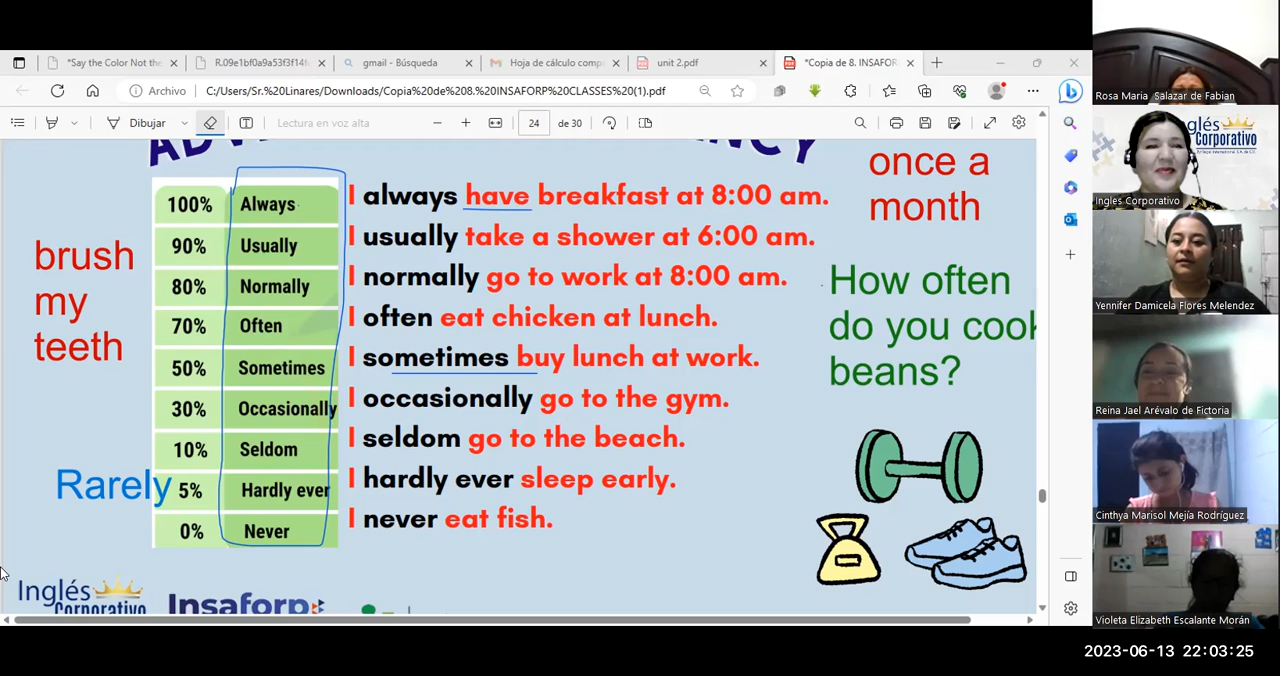 *Say the Color Not the
R.09e1bf0a9a53f3f14f
gmail - Búsqueda
Hoja de cálculo comp
unit 2.pdf
*Copia de 8. INSAFORP
Archivo
C:/Users/Sr.%20Linires/Downloads/Copia%20de%208.%20INSAFORP%20CLASSES%20(1).pdf
Dibujar
Lectura en voz alta
24
de 30
once a
month
100% Always I always have breakfast at 8:00 am.
90% Usually I usually take a shower at 6:00 am.
80% Normally I normally go to work at 8:00 am.
70% Often I often eat chicken at lunch.
50% Sometimes I sometimes buy lunch at work.
30% Occasionally I occasionally go to the gym.
10% Seldom I seldom go to the beach.
5% Hardly ever I hardly ever sleep early.
0% Never I never eat fish.
brush
my
teeth
Rarely
How often
do you cook
beans?
Inglés
Corporativo
Insaforp
Rosa Maria Salazar de Fabian
Inglés
Corporativo
Ingles Corporativo
Yennifer Damicela Flores Melendez
Reina Jael Arévalo de Fictoria
Cinthya Marisol Mejía Rodríguez
Violeta Elizabeth Escalante Morán
2023-06-13 22:03:25